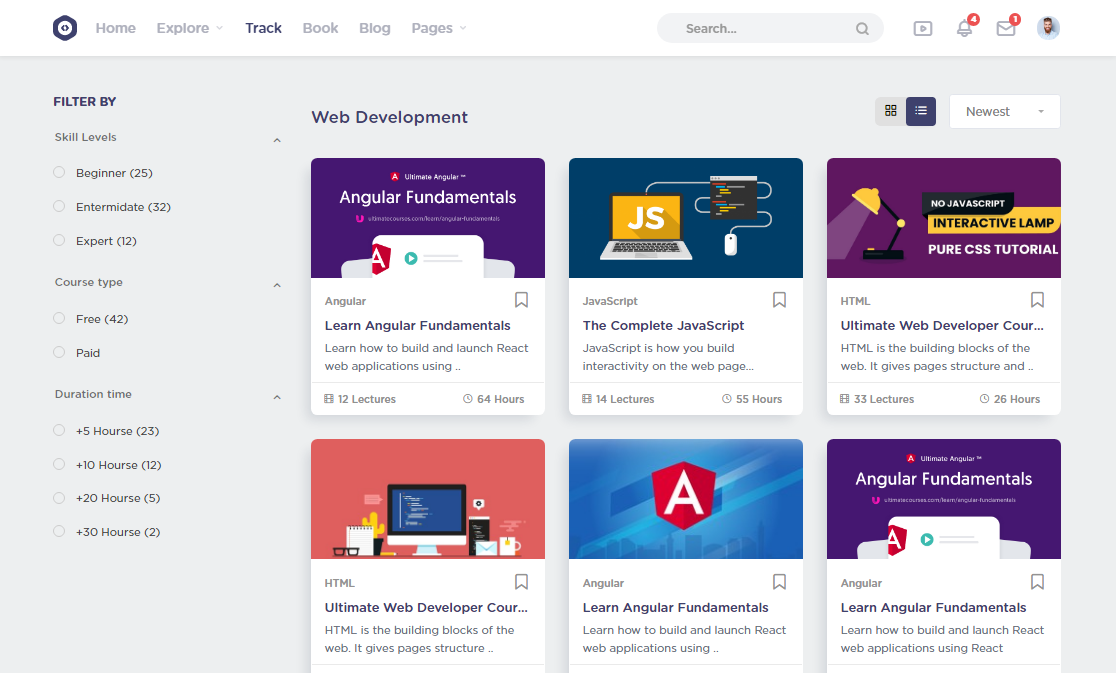 Home Explore Track Book Blog Pages Search... 4 1
FILTER BY
Skill Levels
Beginner (25)
Entermidate (32)
Expert (12)
Course type
Free (42)
Paid
Duration time
+5 Hourse (23)
+10 Hourse (12)
+20 Hourse (5)
+30 Hourse (2)
Web Development
Newest
A Ultimate Angular ™
Angular Fundamentals
U ultimatecourses.com/learn/angular-fundamentals
A
Angular
Learn Angular Fundamentals
Learn how to build and launch React
web applications using ..
12 Lectures 64 Hours
JS
JavaScript
The Complete JavaScript
JavaScript is how you build
interactivity on the web page...
14 Lectures 55 Hours
NO JAVASCRIPT
INTERACTIVE LAMP
PURE CSS TUTORIAL
HTML
Ultimate Web Developer Cour...
HTML is the building blocks of the
web. It gives pages structure and ..
33 Lectures 26 Hours
HTML
Ultimate Web Developer Cour...
HTML is the building blocks of the
web. It gives pages structure ..
A
Angular
Learn Angular Fundamentals
Learn how to build and launch React
web applications using ..
A Ultimate Angular ™
Angular Fundamentals
U ultimatecourses.com/learn/angular-fundamentals
A
Angular
Learn Angular Fundamentals
Learn how to build and launch React
web applications using React